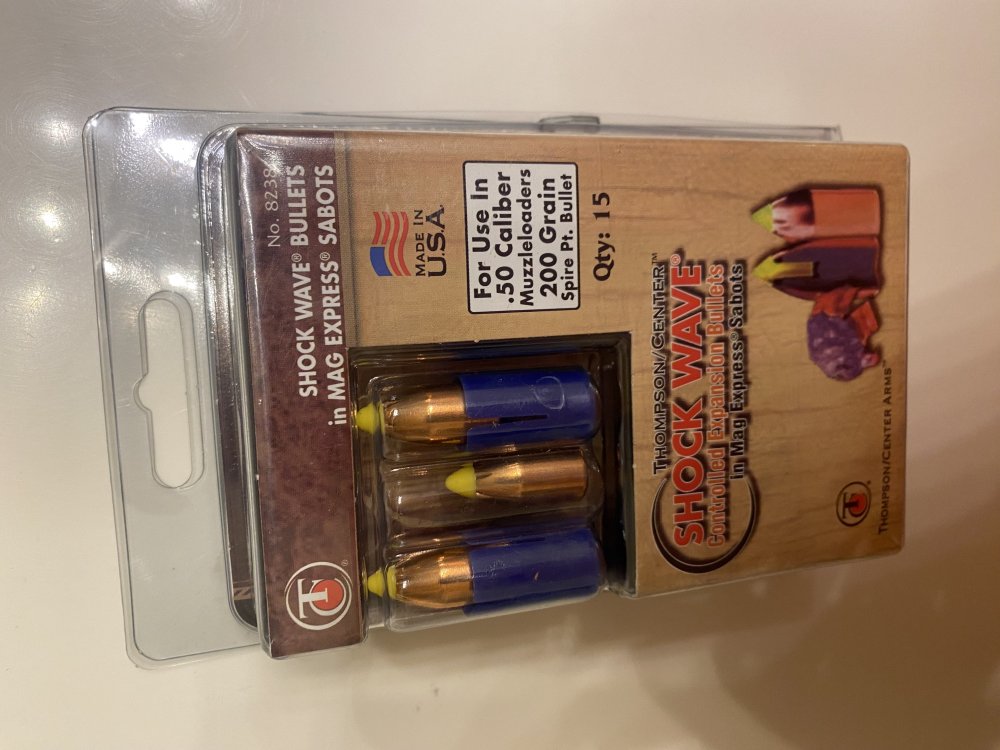 No. 8238
SHOCK WAVE® BULLETS
in MAG EXPRESS® SABOTS
MADE IN
U.S.A.
For Use In
.50 Caliber
Muzzleloaders
200 Grain
Spire Pt. Bullet
Qty: 15
THOMPSON/CENTER™
SHOCK WAVE®
Controlled Expansion Bullets
in Mag Express® Sabots
THOMPSON/CENTER ARMS™